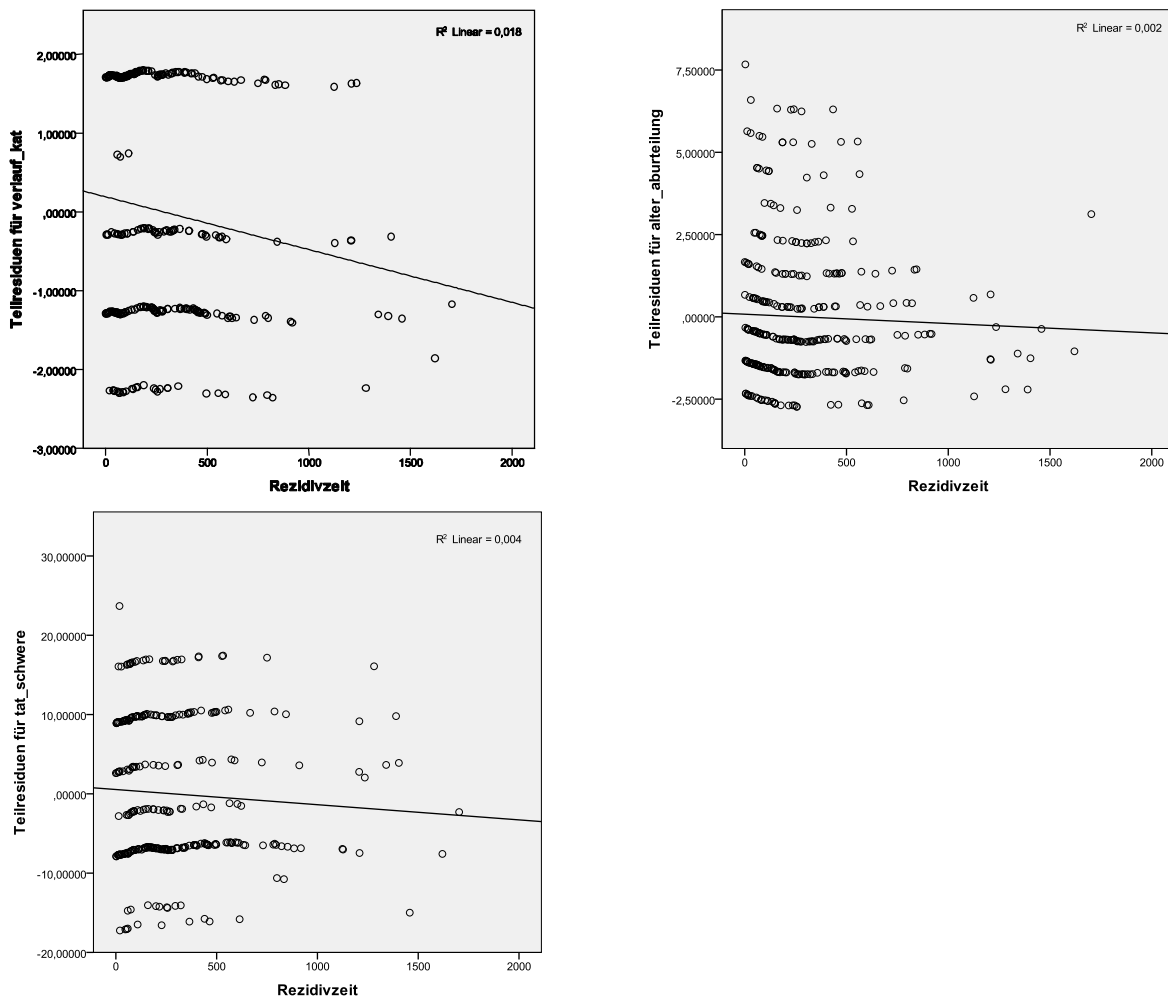 R² Linear = 0,018
Teilresiduen für verlauf_kat
2,00000
1,00000
,00000
-1,00000
-2,00000
-3,00000
0 500 1000 1500 2000
Rezidivzeit
R² Linear = 0,002
Teilresiduen für alter_aburteilung
7,50000
5,00000
2,50000
,00000
-2,50000
0 500 1000 1500 2000
Rezidivzeit
R² Linear = 0,004
Teilresiduen für tat_schwere
30,00000
20,00000
10,00000
,00000
-10,00000
-20,00000
0 500 1000 1500 2000
Rezidivzeit